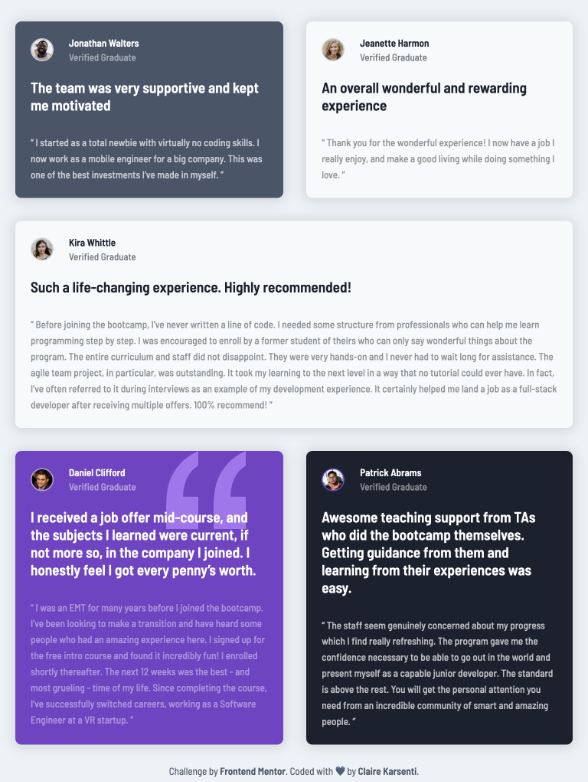 Jonathan Walters
Verified Graduate
The team was very supportive and kept
me motivated
“ I started as a total newbie with virtually no coding skills. I
now work as a mobile engineer for a big company. This was
one of the best investments I’ve made in myself. ”
Jeanette Harmon
Verified Graduate
An overall wonderful and rewarding
experience
“ Thank you for the wonderful experience! I now have a job I
really enjoy, and make a good living while doing something I
love. ”
Kira Whittle
Verified Graduate
Such a life-changing experience. Highly recommended!
“ Before joining the bootcamp, I’ve never written a line of code. I needed some structure from professionals who can help me learn
programming step by step. I was encouraged to enroll by a former student of theirs who can only say wonderful things about the
program. The entire curriculum and staff did not disappoint. They were very hands-on and I never had to wait long for assistance. The
agile team project, in particular, was outstanding. It took my learning to the next level in a way that no tutorial could ever have. In fact,
I’ve often referred to it during interviews as an example of my development experience. It certainly helped me land a job as a full-stack
developer after receiving multiple offers. 100% recommend! ”
Daniel Clifford
Verified Graduate
I received a job offer mid-course, and
the subjects I learned were current, if
not more so, in the company I joined. I
honestly feel I got every penny’s worth.
“ I was an EMT for many years before I joined the bootcamp.
I’ve been looking to make a transition and have heard some
people who had an amazing experience here. I signed up for
the free intro course and found it incredibly fun! I enrolled
shortly thereafter. The next 12 weeks was the best - and
most grueling - time of my life. Since completing the course,
I’ve successfully switched careers, working as a Software
Engineer at a VR startup. ”
Patrick Abrams
Verified Graduate
Awesome teaching support from TAs
who did the bootcamp themselves.
Getting guidance from them and
learning from their experiences was
easy.
“ The staff seem genuinely concerned about my progress
which I find really refreshing. The program gave me the
confidence necessary to be able to go out in the world and
present myself as a capable junior developer. The standard
is above the rest. You will get the personal attention you
need from an incredible community of smart and amazing
people. ”
Challenge by Frontend Mentor. Coded with 🖤 by Claire Karsenti.